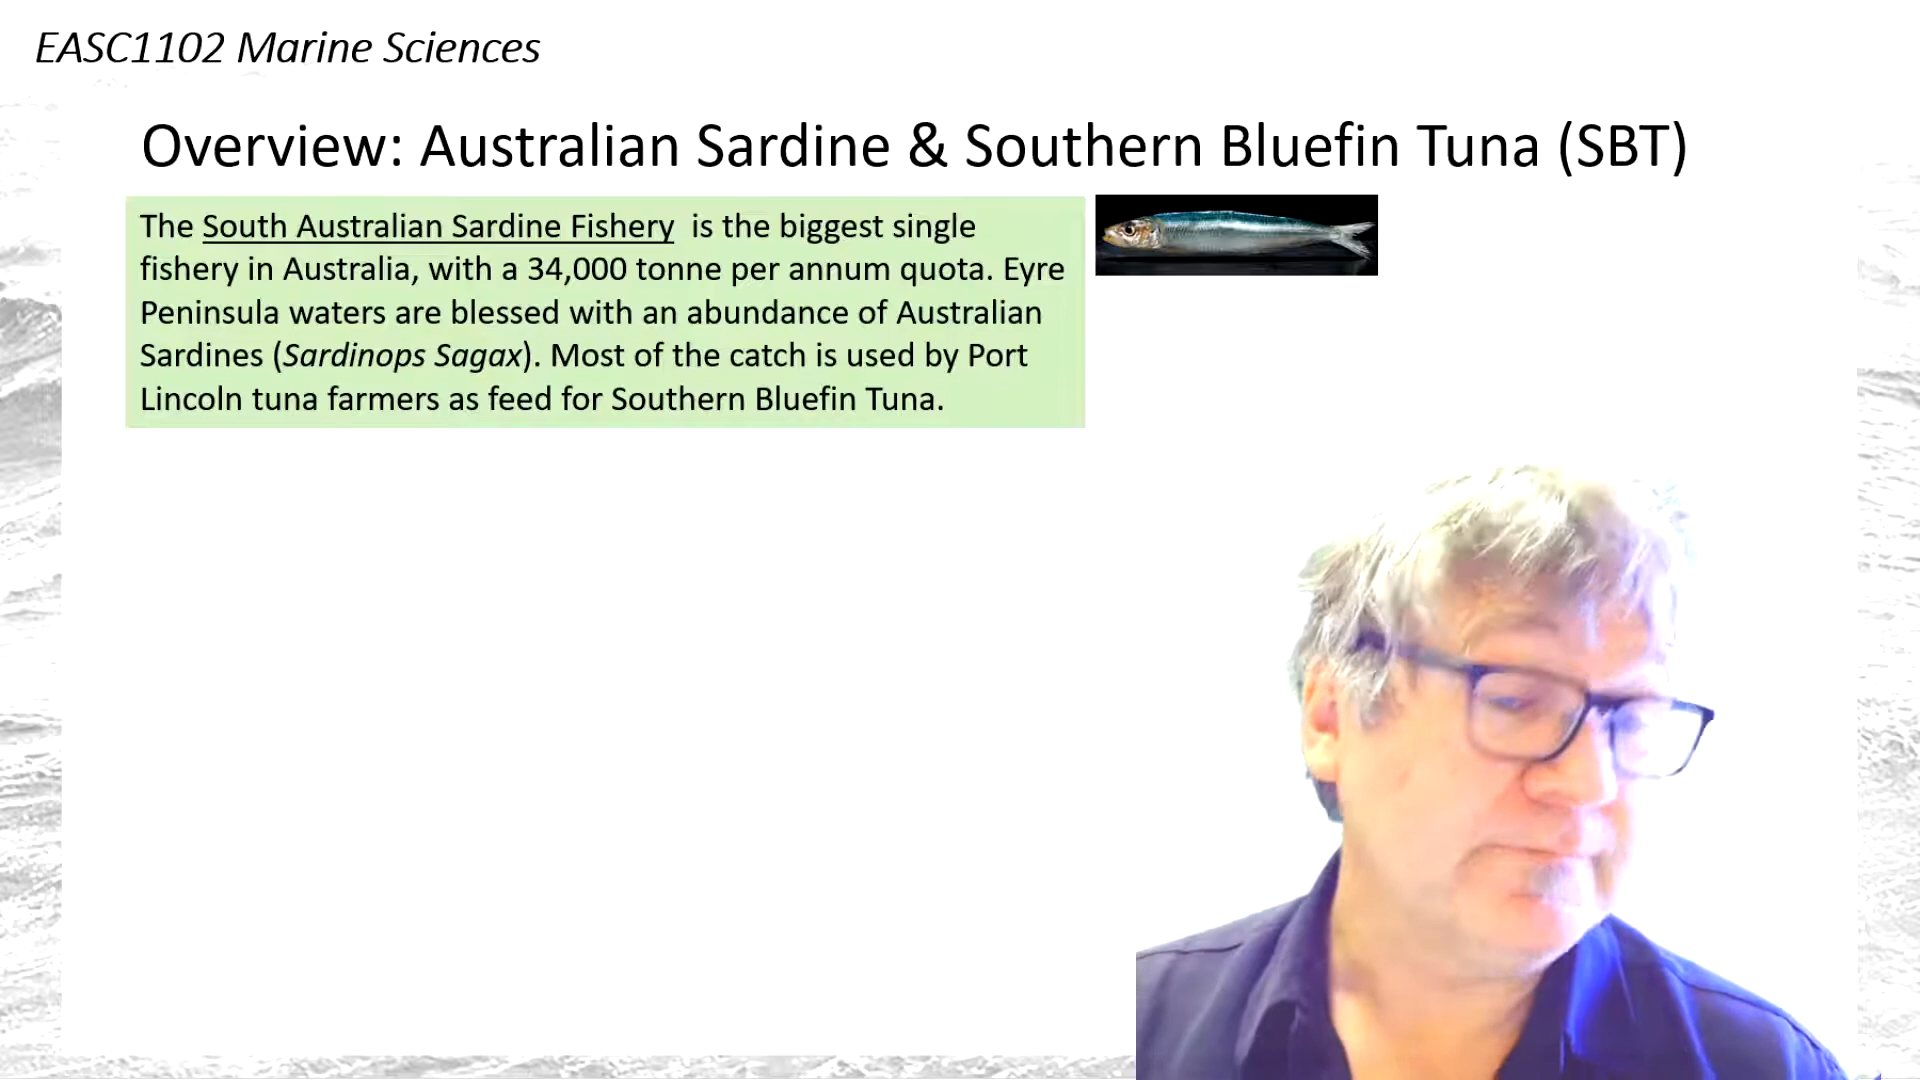 EASC1102 Marine Sciences
Overview: Australian Sardine & Southern Bluefin Tuna (SBT)
The South Australian Sardine Fishery is the biggest single
fishery in Australia, with a 34,000 tonne per annum quota. Eyre
Peninsula waters are blessed with an abundance of Australian
Sardines (Sardinops Sagax). Most of the catch is used by Port
Lincoln tuna farmers as feed for Southern Bluefin Tuna.